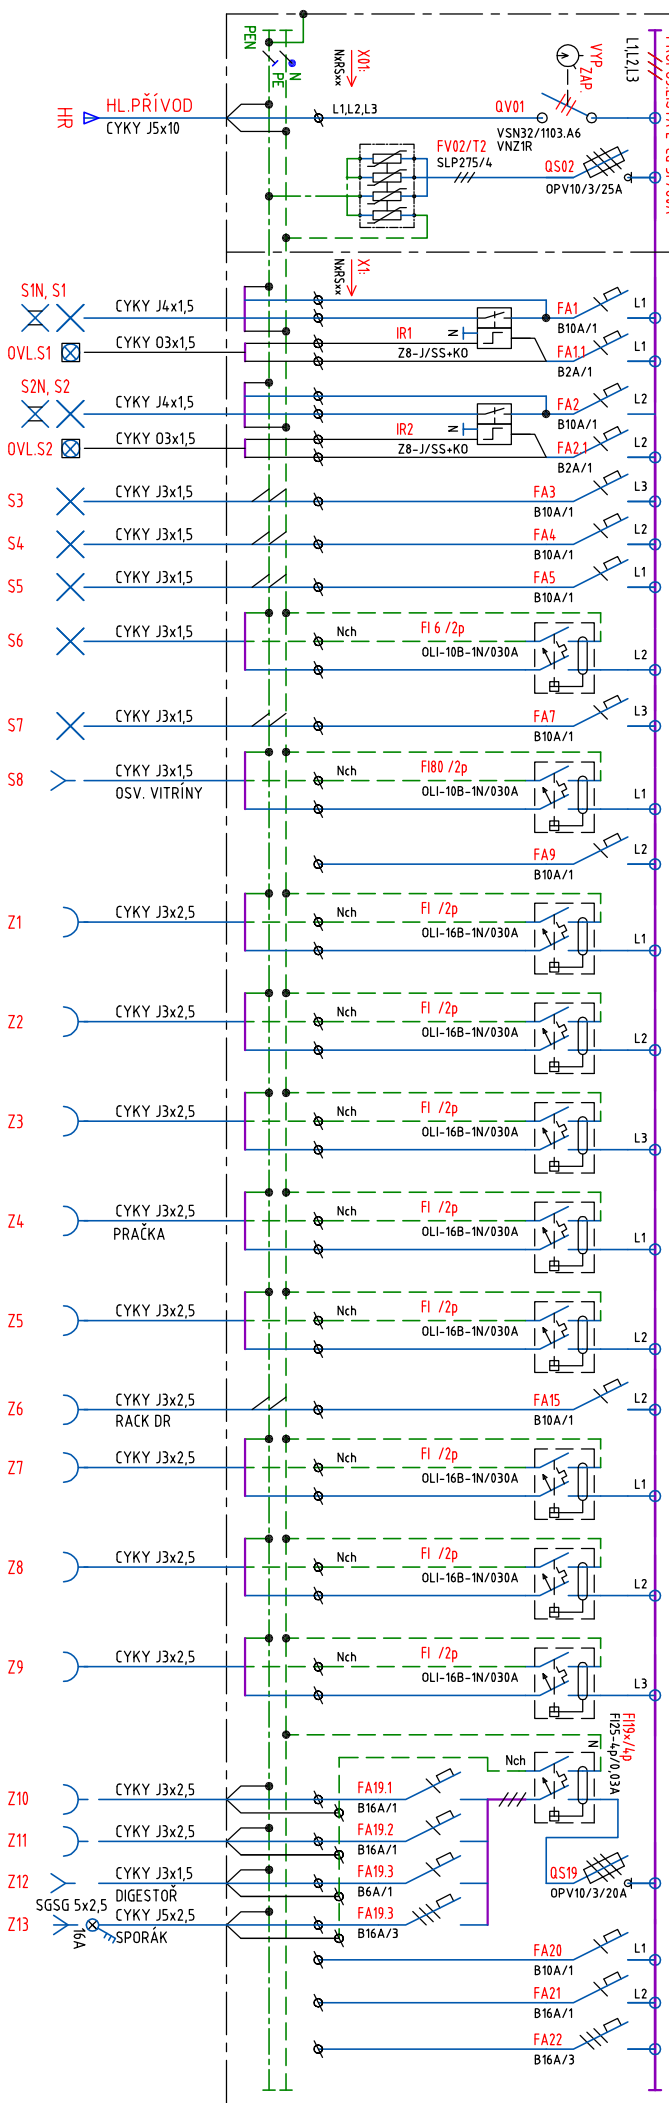 PEN
PE
N
X01:
NxRSxx
VYP.
ZAP.
L1,L2,L3
HR
HL.PŘÍVOD
CYKY J5x10
L1,L2,L3
QV01
VSN32/1103.A6
VNZ1R
FV02/T2
SLP275/4
QS02
OPV10/3/25A
X1:
NxRSxx
S1N, S1
CYKY J4x1,5
FA1
B10A/1
L1
OVL.S1
CYKY O3x1,5
IR1
N
Z8-J/SS+KO
FA1.1
B2A/1
L1
S2N, S2
CYKY J4x1,5
FA2
B10A/1
L2
OVL.S2
CYKY O3x1,5
IR2
N
Z8-J/SS+KO
FA2.1
B2A/1
L2
S3
CYKY J3x1,5
FA3
B10A/1
L3
S4
CYKY J3x1,5
FA4
B10A/1
L2
S5
CYKY J3x1,5
FA5
B10A/1
L1
S6
CYKY J3x1,5
Nch
FI 6 /2p
OLI-10B-1N/030A
L2
S7
CYKY J3x1,5
FA7
B10A/1
L3
S8
CYKY J3x1,5
OSV. VITRÍNY
Nch
FI80 /2p
OLI-10B-1N/030A
L1
FA9
B10A/1
L2
Z1
CYKY J3x2,5
Nch
FI /2p
OLI-16B-1N/030A
L1
Z2
CYKY J3x2,5
Nch
FI /2p
OLI-16B-1N/030A
L2
Z3
CYKY J3x2,5
Nch
FI /2p
OLI-16B-1N/030A
L3
Z4
CYKY J3x2,5
PRAČKA
Nch
FI /2p
OLI-16B-1N/030A
L1
Z5
CYKY J3x2,5
Nch
FI /2p
OLI-16B-1N/030A
L2
Z6
CYKY J3x2,5
RACK DR
FA15
B10A/1
L2
Z7
CYKY J3x2,5
Nch
FI /2p
OLI-16B-1N/030A
L1
Z8
CYKY J3x2,5
Nch
FI /2p
OLI-16B-1N/030A
L2
Z9
CYKY J3x2,5
Nch
FI /2p
OLI-16B-1N/030A
L3
FI19x/4p
FI25-4p/0,03A
N
Nch
Z10
CYKY J3x2,5
FA19.1
B16A/1
Z11
CYKY J3x2,5
FA19.2
B16A/1
Z12
CYKY J3x1,5
DIGESTOŘ
FA19.3
B6A/1
QS19
OPV10/3/20A
Z13
SGSG 5x2,5
16A
CYKY J5x2,5
SPORÁK
FA19.3
B16A/3
FA20
B10A/1
L1
FA21
B16A/1
L2
FA22
B16A/3